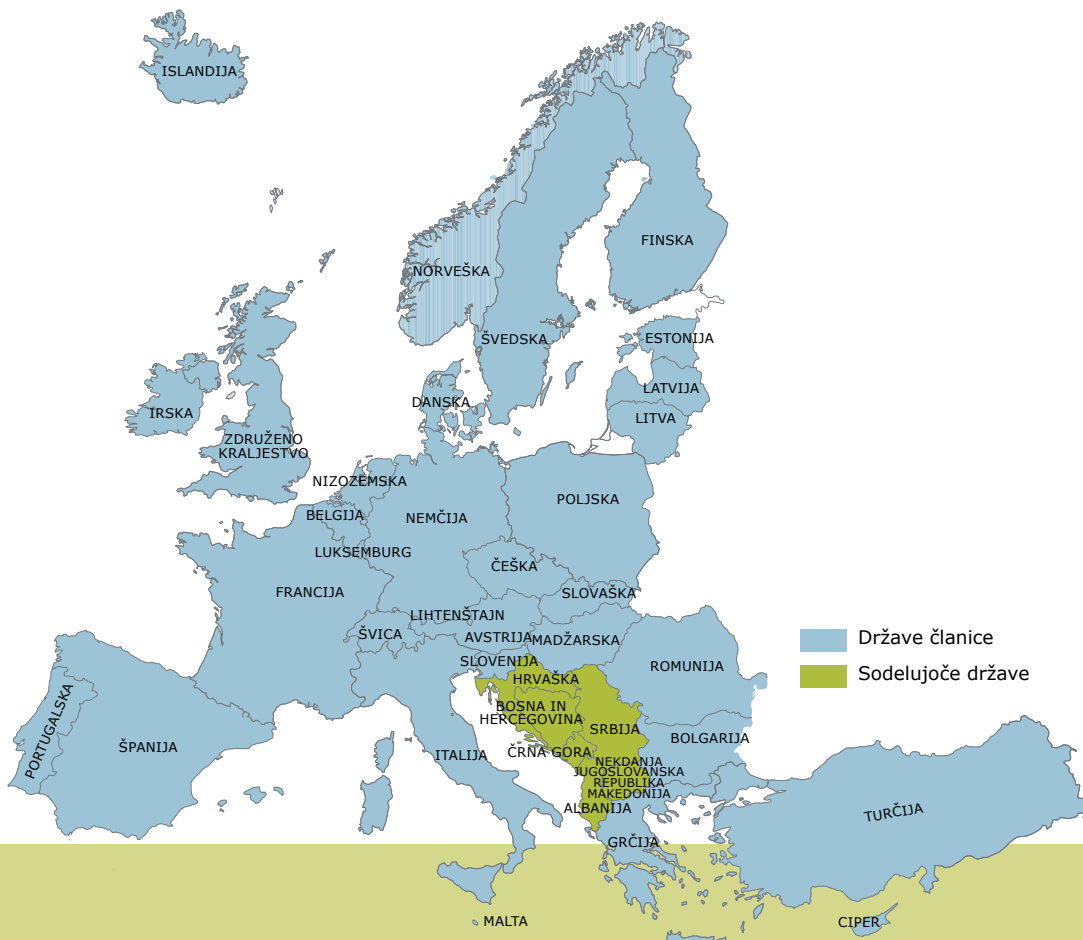 ISLANDIJA
FINSKA
NORVEŠKA
ŠVEDSKA
ESTONIJA
LATVIJA
DANSKA
IRSKA
LITVA
ZDRUŽENO
KRALJESTVO
NIZOZEMSKA
POLJSKA
BELGIJA
NEMČIJA
LUKSEMBURG
ČEŠKA
FRANCIJA
SLOVAŠKA
LIHTENŠTAJN
ŠVICA
AVSTRIJA
MADŽARSKA
Države članice
SLOVENIJA
ROMUNIJA
Sodelujoče države
HRVAŠKA
BOSNA IN
HERCEGOVINA
PORTUGALSKA
SRBIJA
BOLGARIJA
ŠPANIJA
ITALIJA
ČRNA GORA
NEKDANJA
JUGOSLOVANSKA
REPUBLIKA
MAKEDONIJA
ALBANIJA
TURČIJA
GRČIJA
MALTA
CIPER